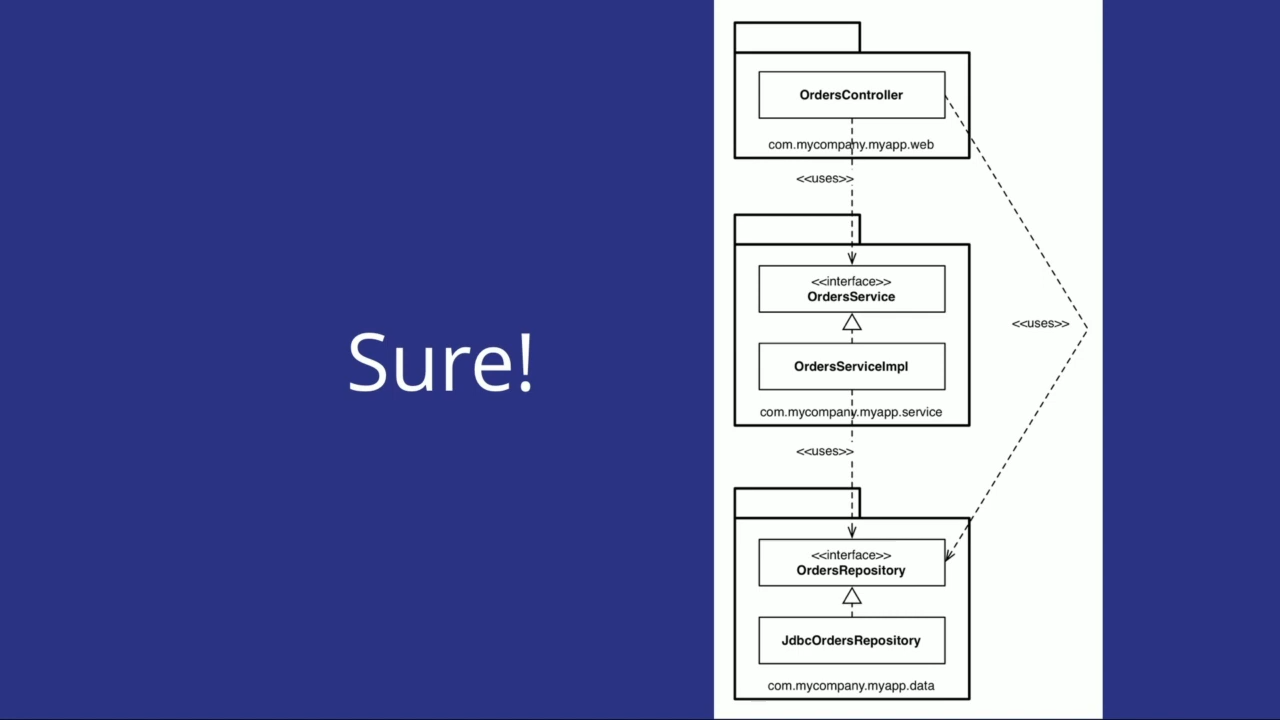 Sure!
OrdersController
com.mycompany.myapp.web
<<uses>>
<<interface>>
OrdersService
<<uses>>
OrdersServiceImpl
com.mycompany.myapp.service
<<uses>>
<<interface>>
OrdersRepository
JdbcOrdersRepository
com.mycompany.myapp.data